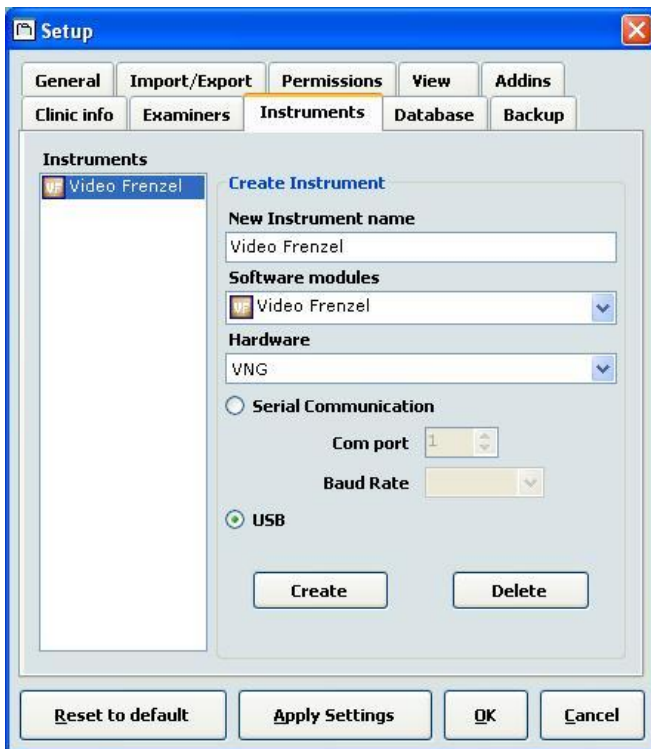 Setup
General Import/Export Permissions View Addins
Clinic info Examiners Instruments Database Backup
Instruments
VF Video Frenzel
Create Instrument
New Instrument name
Video Frenzel
Software modules
VF Video Frenzel
Hardware
VNG
Serial Communication
Com port 1
Baud Rate
USB
Create Delete
Reset to default Apply Settings OK Cancel